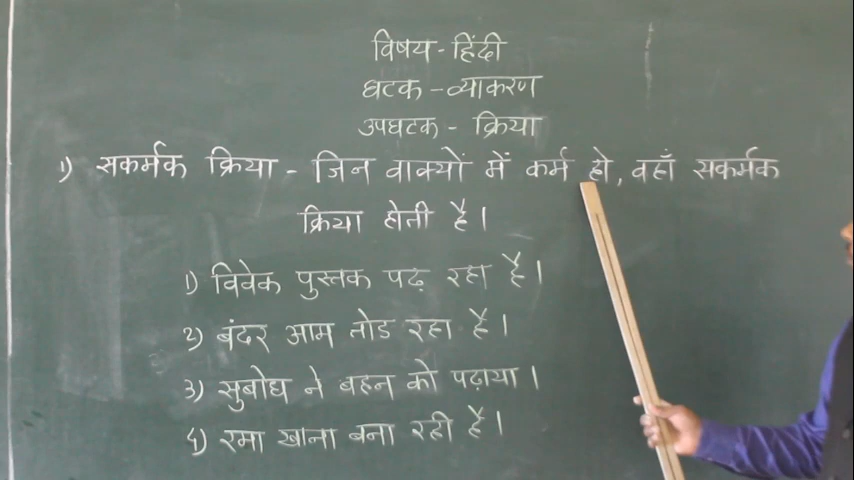 विषय - हिंदी
घटक - व्याकरण
उपघटक - क्रिया
1) सकर्मक क्रिया - जिन वाक्यों में कर्म हो, वहाँ सकर्मक
क्रिया होती है।
1) विवेक पुस्तक पढ़ रहा है।
2) बंदर आम तोड रहा है।
3) सुबोध ने बहन को पढ़ाया।
4) रमा खाना बना रही है।